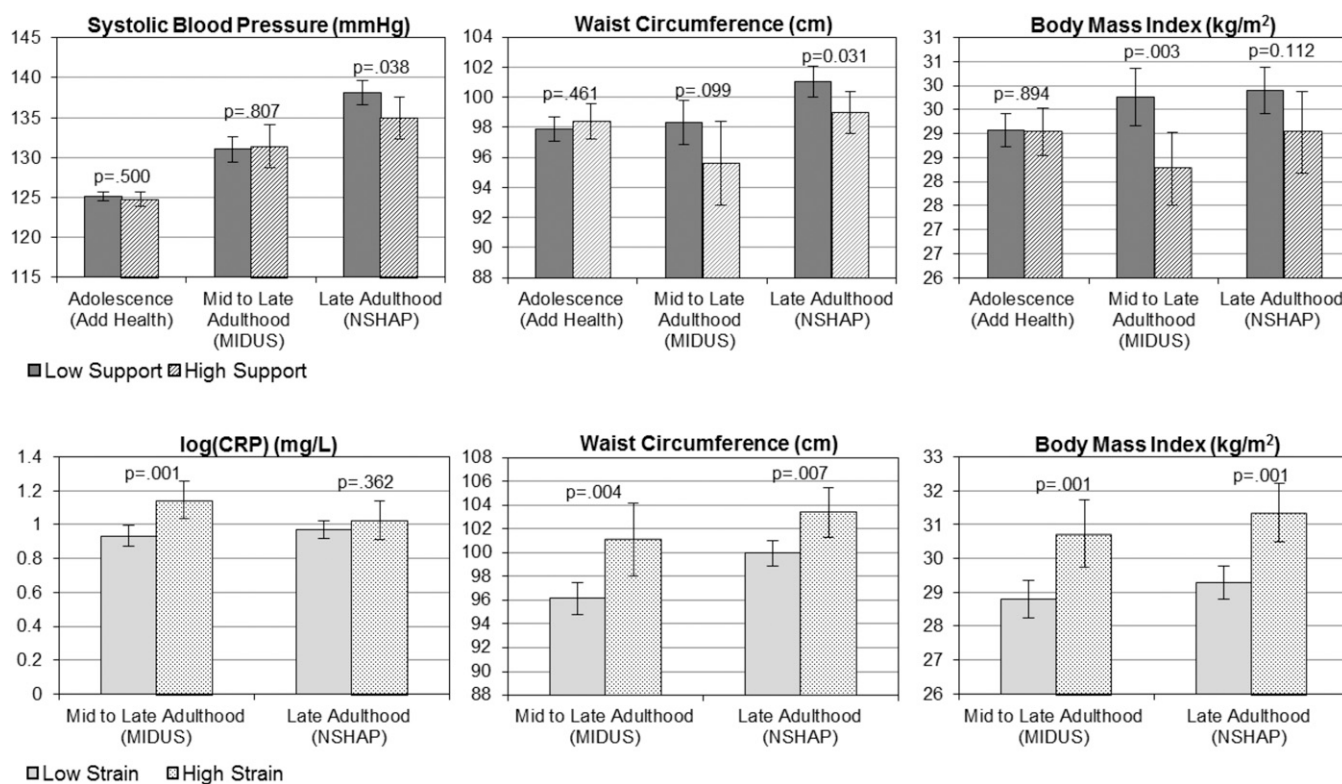 Systolic Blood Pressure (mmHg)
145
140
135
130
125
120
115
p=.500
p=.807
p=.038
Adolescence
(Add Health)
Mid to Late
Adulthood
(MIDUS)
Late Adulthood
(NSHAP)
Waist Circumference (cm)
104
102
100
98
96
94
92
90
88
p=.461
p=.099
p=0.031
Adolescence
(Add Health)
Mid to Late
Adulthood
(MIDUS)
Late Adulthood
(NSHAP)
Body Mass Index (kg/m²)
31
31
30
30
29
29
28
28
27
27
26
p=.894
p=.003
p=0.112
Adolescence
(Add Health)
Mid to Late
Adulthood
(MIDUS)
Late Adulthood
(NSHAP)
Low Support High Support
log(CRP) (mg/L)
1.4
1.2
1
0.8
0.6
0.4
0.2
0
p=.001
p=.362
Mid to Late Adulthood
(MIDUS)
Late Adulthood
(NSHAP)
Waist Circumference (cm)
108
106
104
102
100
98
96
94
92
90
88
p=.004
p=.007
Mid to Late Adulthood
(MIDUS)
Late Adulthood
(NSHAP)
Body Mass Index (kg/m²)
33
32
31
30
29
28
27
26
p=.001
p=.001
Mid to Late Adulthood
(MIDUS)
Late Adulthood
(NSHAP)
Low Strain High Strain